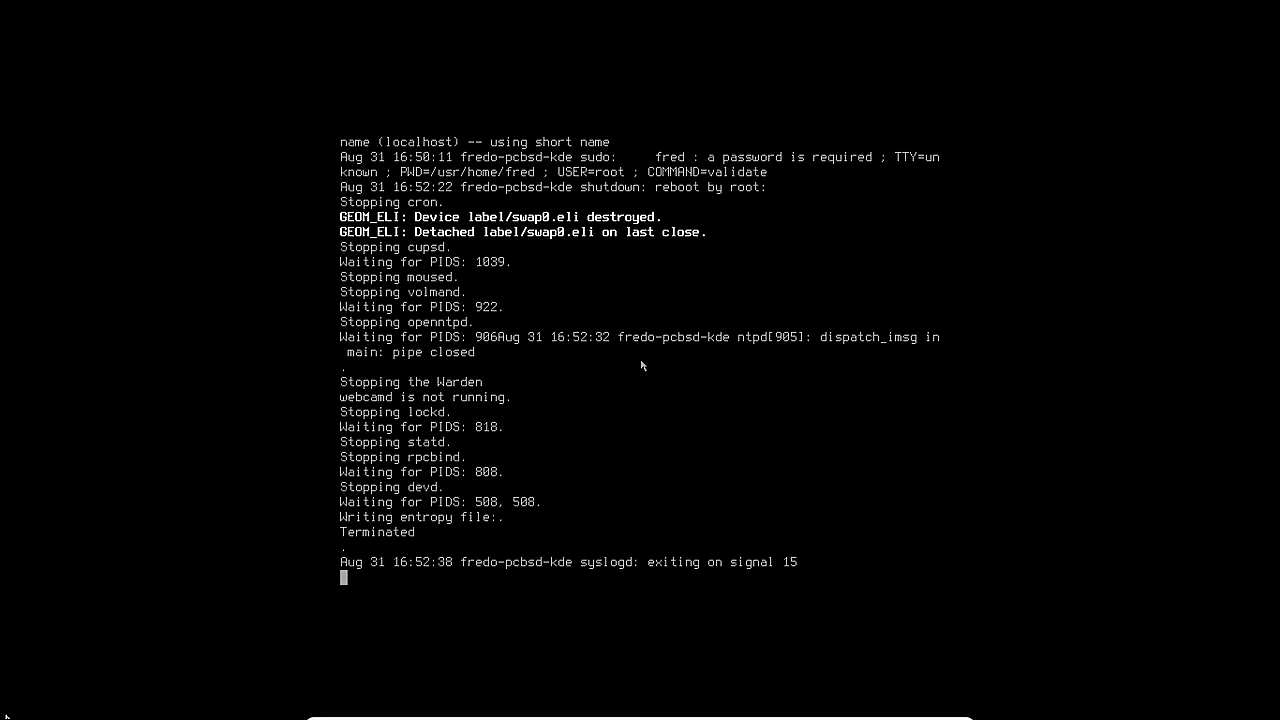 name (localhost) -- using short name
Aug 31 16:50:11 fredo-pcbsd-kde sudo:     fred : a password is required ; TTY=un
known ; PWD=/usr/home/fred ; USER=root ; COMMAND=validate
Aug 31 16:52:22 fredo-pcbsd-kde shutdown: reboot by root:
Stopping cron.
GEOM_ELI: Device label/swap0.eli destroyed.
GEOM_ELI: Detached label/swap0.eli on last close.
Stopping cupsd.
Waiting for PIDS: 1039.
Stopping moused.
Stopping volmand.
Waiting for PIDS: 922.
Stopping openntpd.
Waiting for PIDS: 906Aug 31 16:52:32 fredo-pcbsd-kde ntpd[905]: dispatch_imsg in
 main: pipe closed
.
Stopping the Warden
webcamd is not running.
Stopping lockd.
Waiting for PIDS: 818.
Stopping statd.
Stopping rpcbind.
Waiting for PIDS: 808.
Stopping devd.
Waiting for PIDS: 508, 508.
Writing entropy file:.
Terminated
.
Aug 31 16:52:38 fredo-pcbsd-kde syslogd: exiting on signal 15